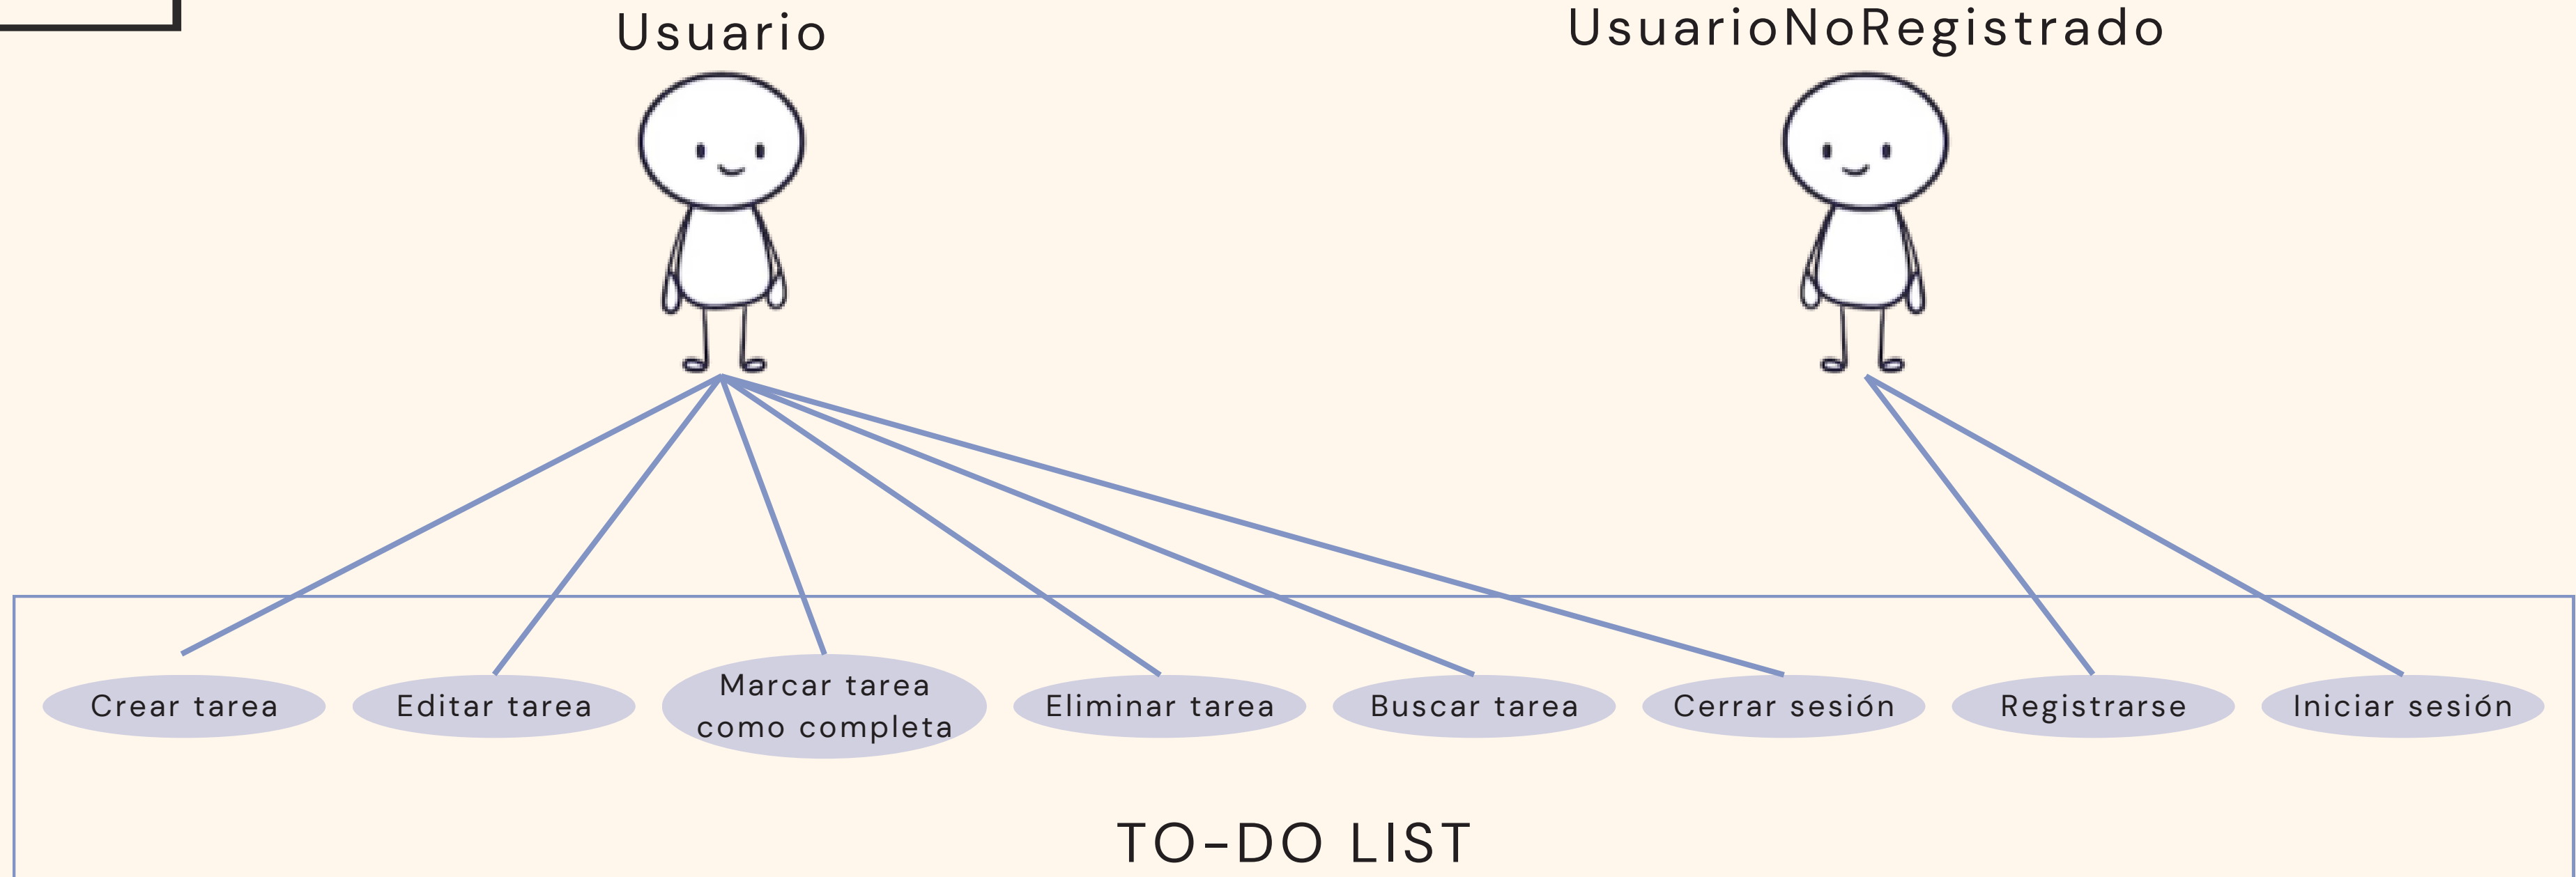 Usuario
UsuarioNoRegistrado
Crear tarea
Editar tarea
Marcar tarea
como completa
Eliminar tarea
Buscar tarea
Cerrar sesión
Registrarse
Iniciar sesión
TO-DO LIST